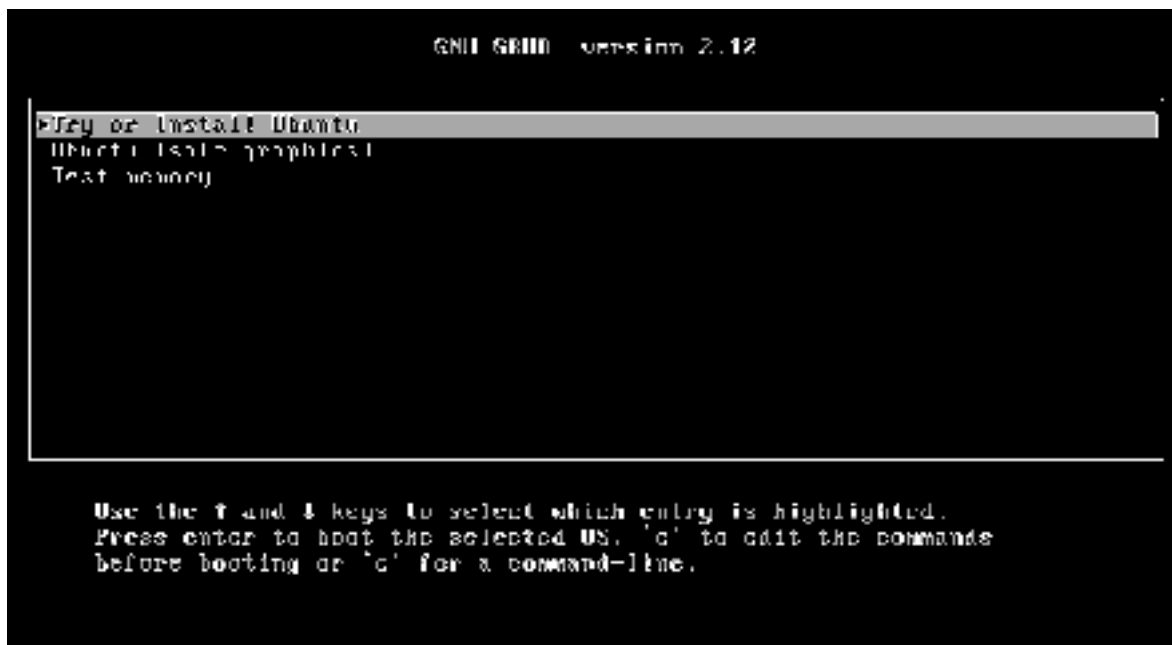 GNU GRUB version 2.12
Try or Install Ubuntu
Ubuntu (safe graphics)
Test memory
Use the ↑ and ↓ keys to select which entry is highlighted.
Press enter to boot the selected OS, `e' to edit the commands
before booting or `c' for a command-line.